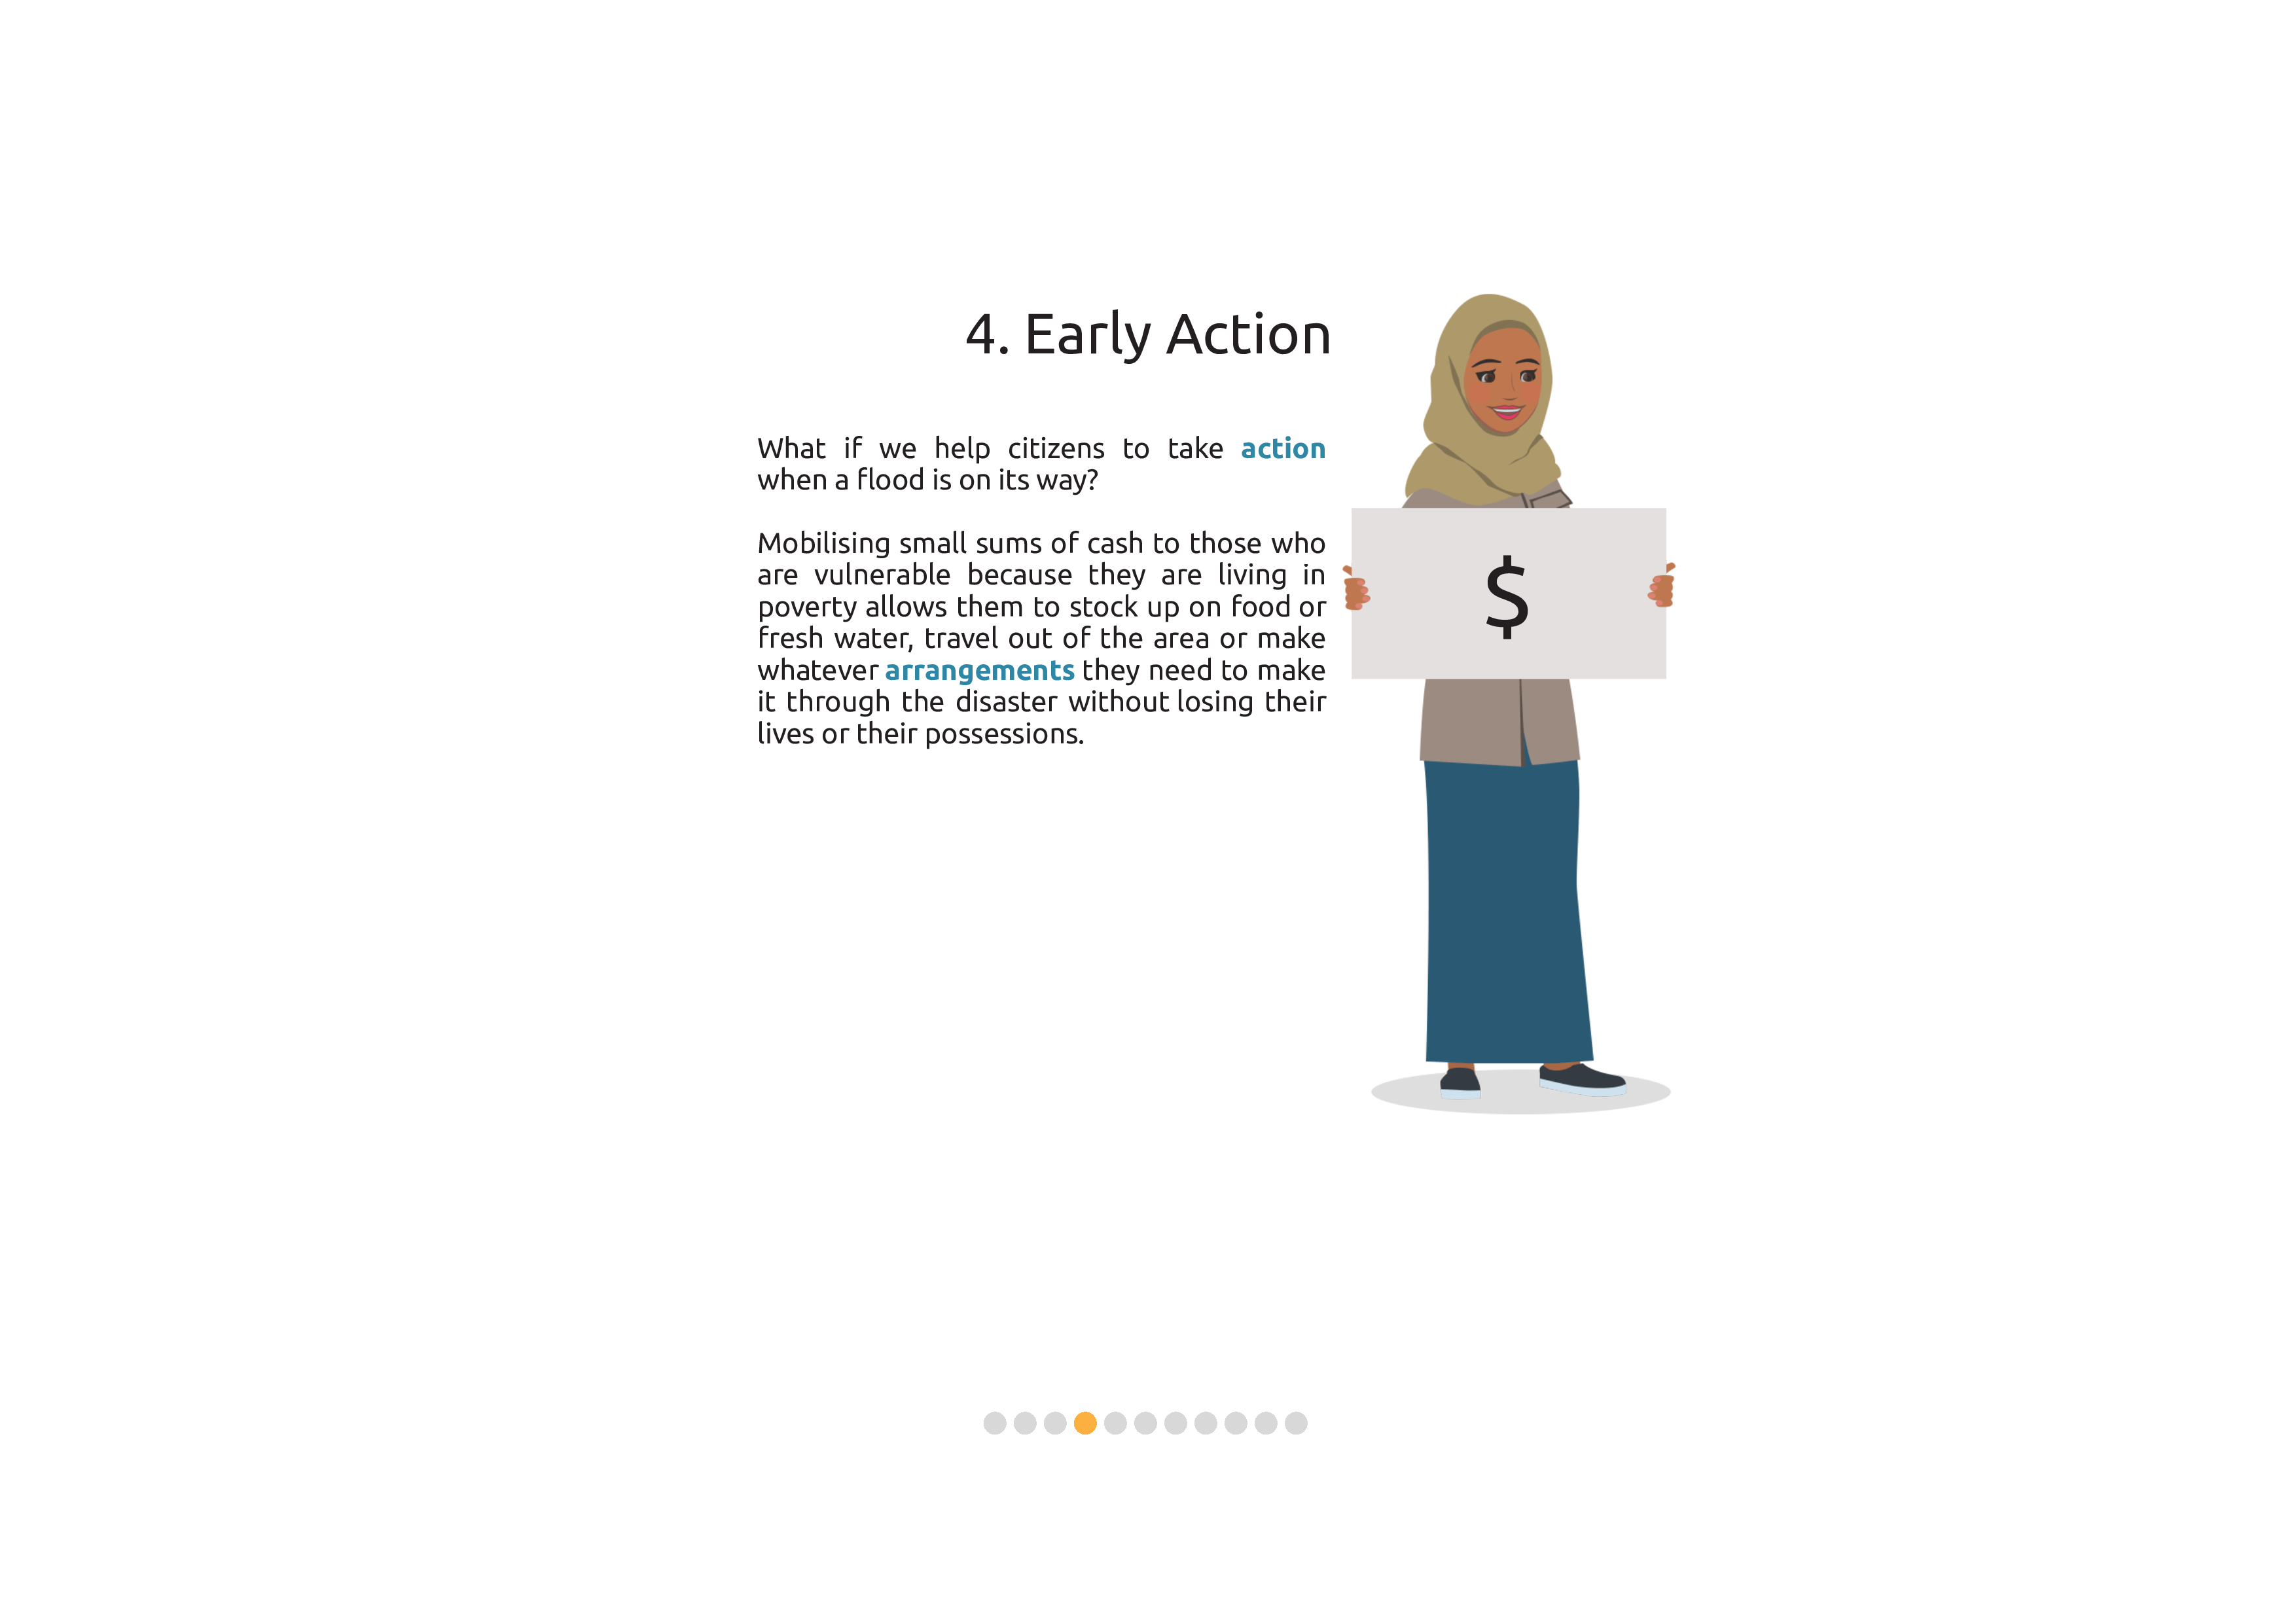 4. Early Action
What if we help citizens to take action
when a flood is on its way?
Mobilising small sums of cash to those who
are vulnerable because they are living in
poverty allows them to stock up on food or
fresh water, travel out of the area or make
whatever arrangements they need to make
it through the disaster without losing their
lives or their possessions.
$